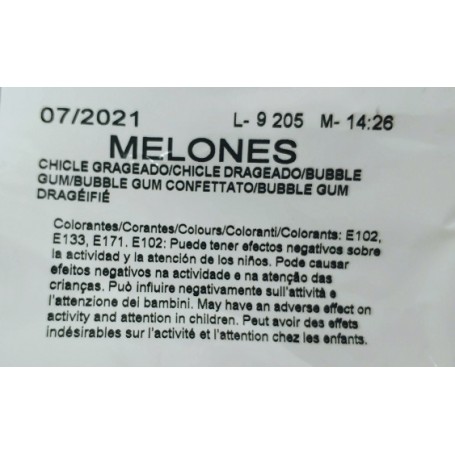 07/2021 L- 9 205 M- 14:26
MELONES
CHICLE GRAGEADO/CHICLE DRAGEADO/BUBBLE
GUM/BUBBLE GUM CONFETTATO/BUBBLE GUM
DRAGÉIFIÉ
Colorantes/Corantes/Colours/Coloranti/Colorants: E102,
E133, E171. E102: Puede tener efectos negativos sobre
la actividad y la atención de los niños. Pode causar
efeitos negativos na actividade e na atenção das
crianças. Può infuire negativamente sull'attività e
l'attenzione dei bambini. May have an adverse effect on
activity and attention in children. Peut avoir des effets
indésirables sur l'activité et l'attention chez les enfants.